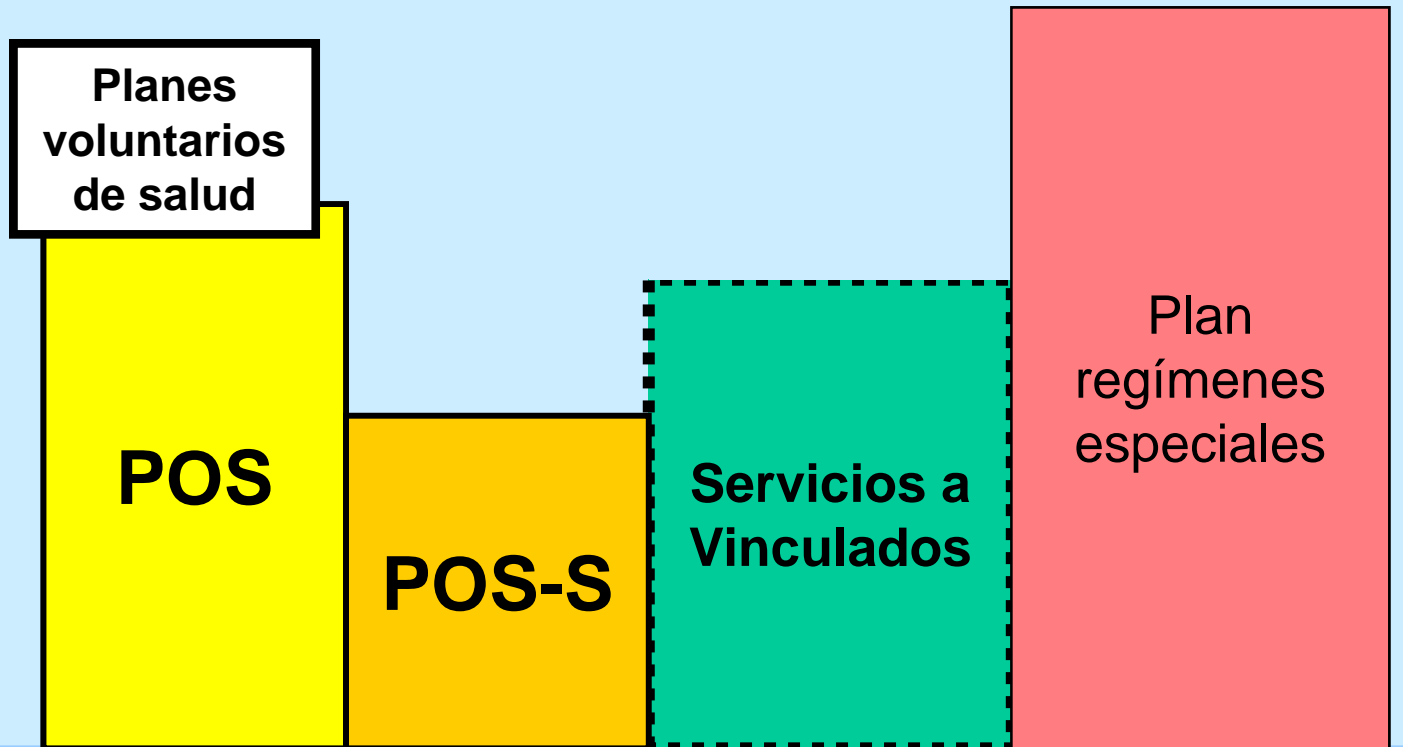 Planes
voluntarios
de salud
POS
POS-S
Servicios a
Vinculados
Plan
regímenes
especiales